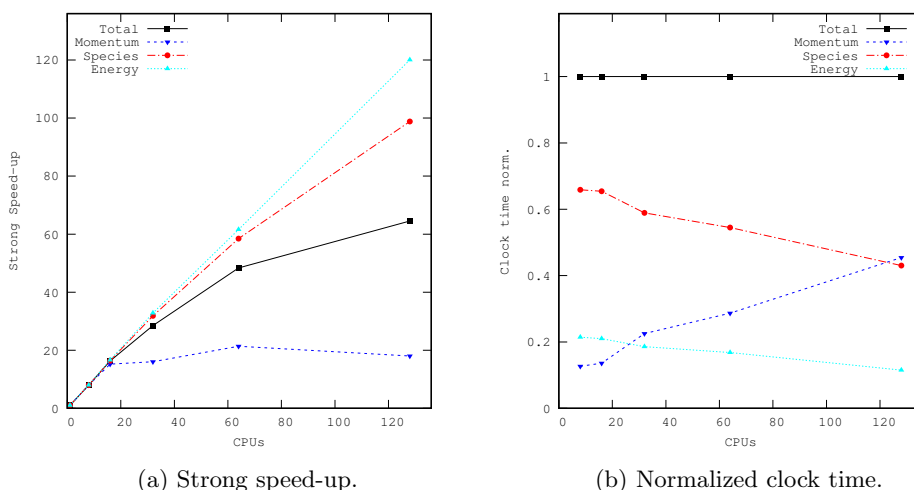 Total
Momentum
Species
Energy
120
100
80
60
40
20
0
Strong Speed-up
0 20 40 60 80 100 120
CPUs
(a) Strong speed-up.
Total
Momentum
Species
Energy
1
0.8
0.6
0.4
0.2
0
Clock time norm.
0 20 40 60 80 100 120
CPUs
(b) Normalized clock time.